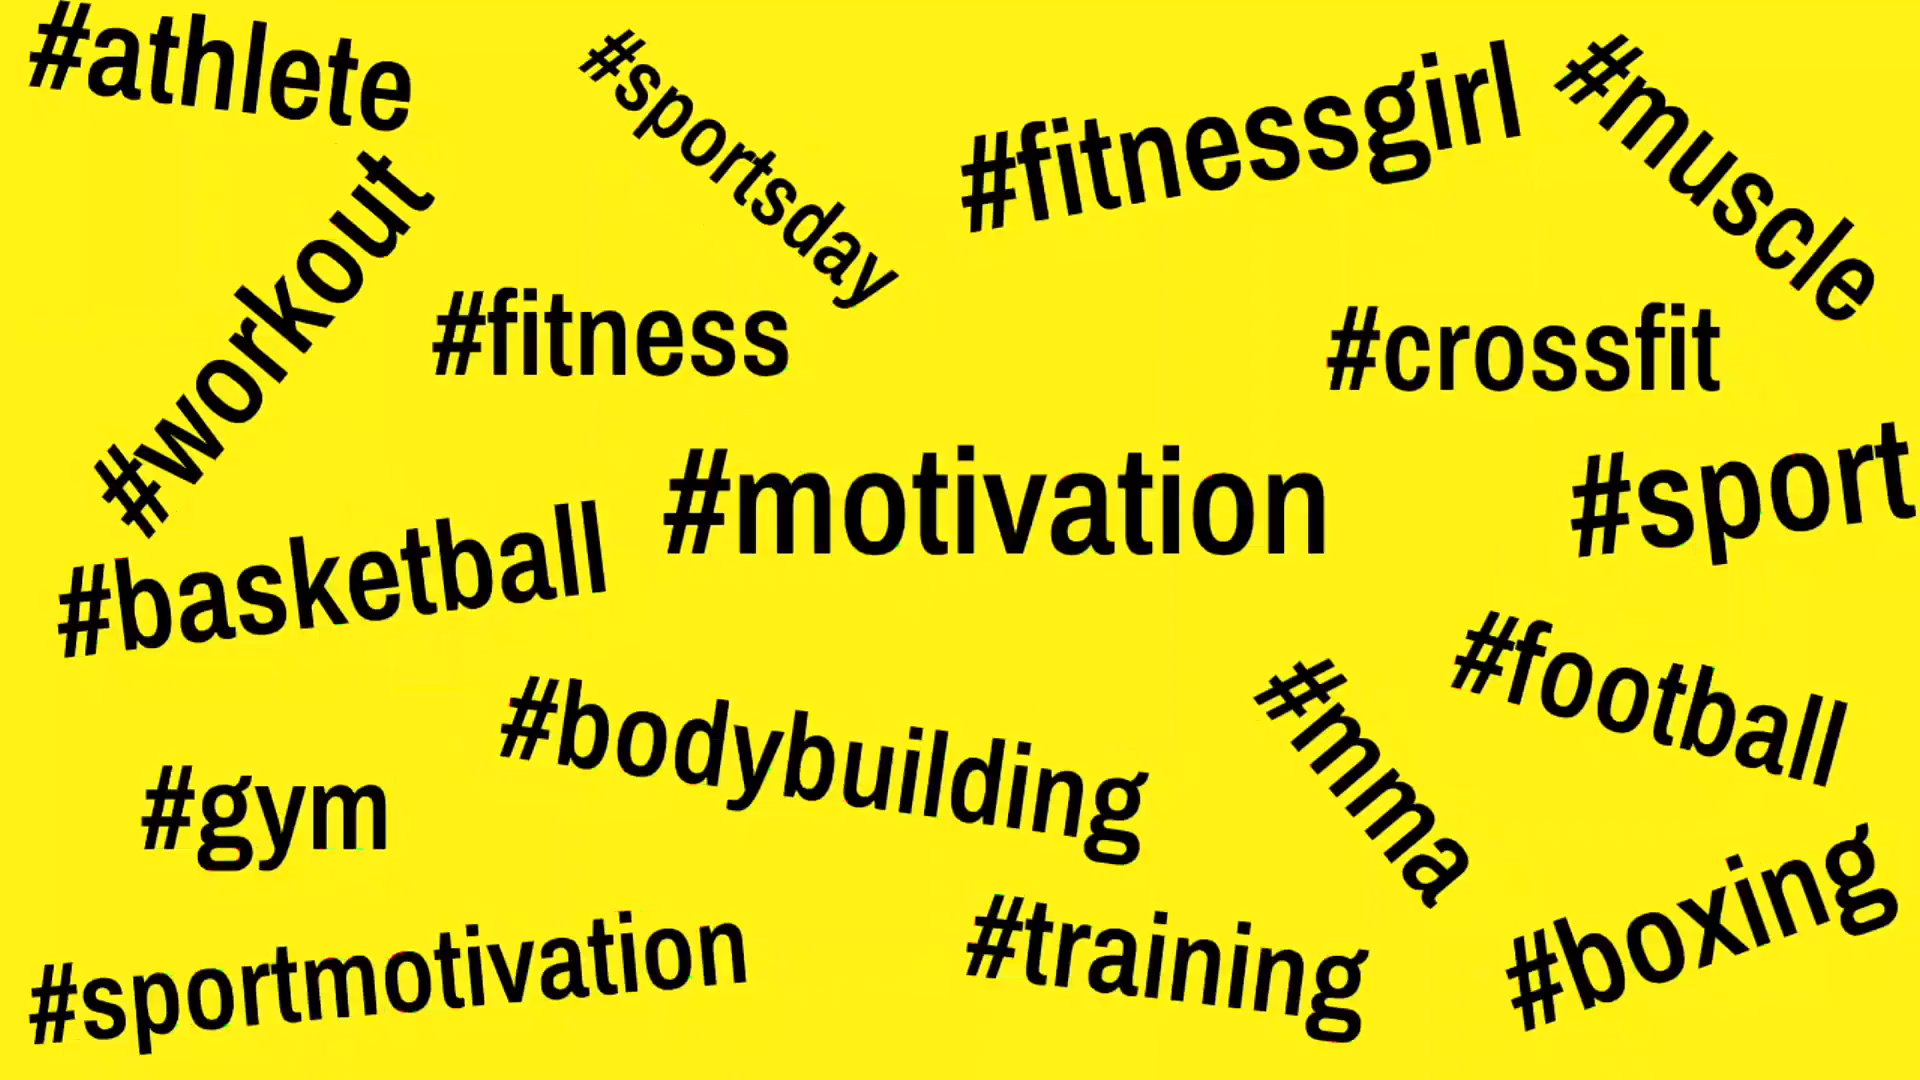 #athlete
#sportsday
#fitnessgirl
#muscle
#workout
#fitness
#crossfit
#motivation
#sport
#basketball
#football
#bodybuilding
#mma
#gym
#boxing
#sportmotivation
#training